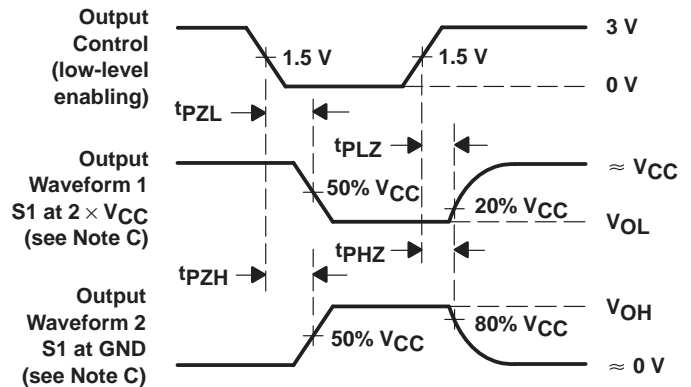 Output
Control
(low-level
enabling)
1.5 V
1.5 V
3 V
0 V
tPZL
tPLZ
Output
Waveform 1
S1 at 2 × VCC
(see Note C)
50% VCC
20% VCC
≈ VCC
VOL
tPZH
tPHZ
Output
Waveform 2
S1 at GND
(see Note C)
50% VCC
80% VCC
VOH
≈ 0 V